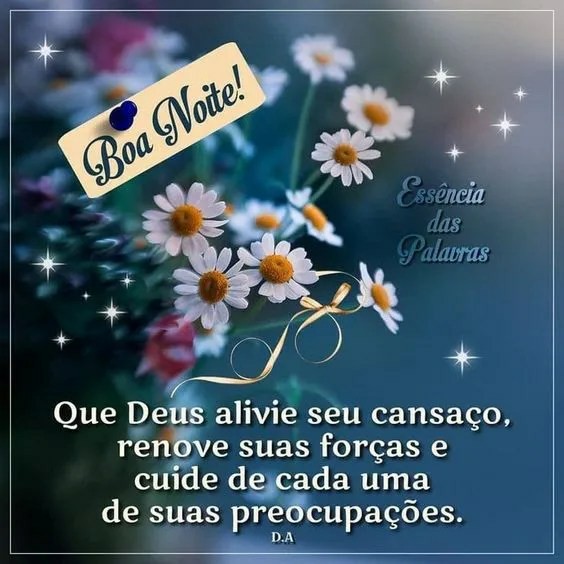 Boa Noite!
Essência
das
Palavras
Que Deus alivie seu cansaço,
renove suas forças e
cuide de cada uma
de suas preocupações.
D.A